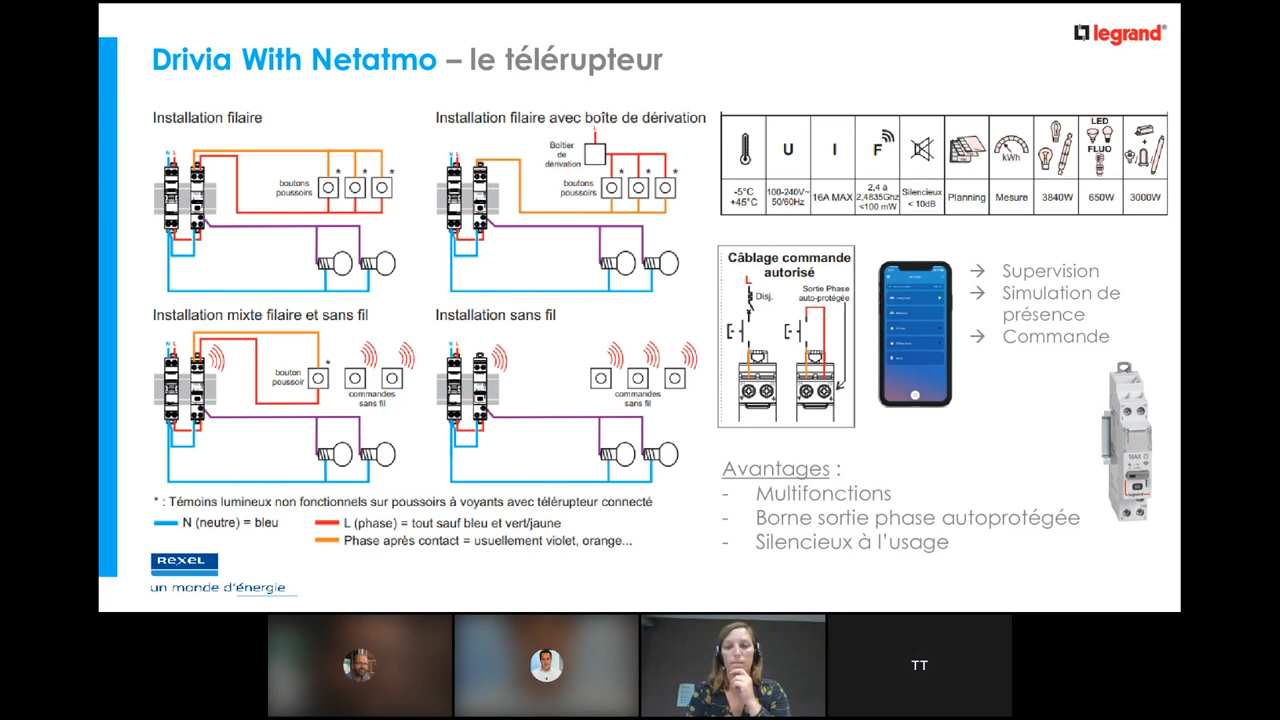 legrand®
Drivia With Netatmo – le télérupteur
Installation filaire
N L
boutons
poussoirs
* * *
Installation filaire avec boîte de dérivation
N L
L
Boîtier
de
dérivation
boutons
poussoirs
* * *
U I F kWh LED
FLUO
+
-5°C
+45°C
100-240V~
50/60Hz
16A MAX
2,4 à
2,4835Ghz
<100 mW
Silencieux
< 10dB
Planning
Mesure
3840W
650W
3000W
Câblage commande
autorisé
L
Disj.
Sortie Phase
auto-protégée
→ Supervision
→ Simulation de
présence
→ Commande
Installation mixte filaire et sans fil
N L
bouton
poussoir
*
commandes
sans fil
Installation sans fil
N L
commandes
sans fil
16AX
legrand
Avantages :
- Multifonctions
- Borne sortie phase autoprotégée
- Silencieux à l’usage
* : Témoins lumineux non fonctionnels sur poussoirs à voyants avec télérupteur connecté
N (neutre) = bleu
L (phase) = tout sauf bleu et vert/jaune
Phase après contact = usuellement violet, orange...
REXEL
un monde d'énergie
TT